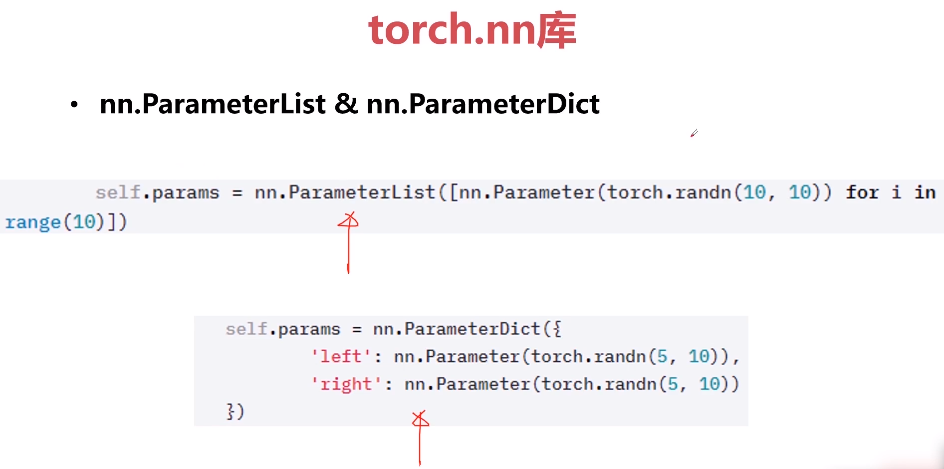 torch.nn库
• nn.ParameterList & nn.ParameterDict
self.params = nn.ParameterList([nn.Parameter(torch.randn(10, 10)) for i in
range(10)])
self.params = nn.ParameterDict({
'left': nn.Parameter(torch.randn(5, 10)),
'right': nn.Parameter(torch.randn(5, 10))
})